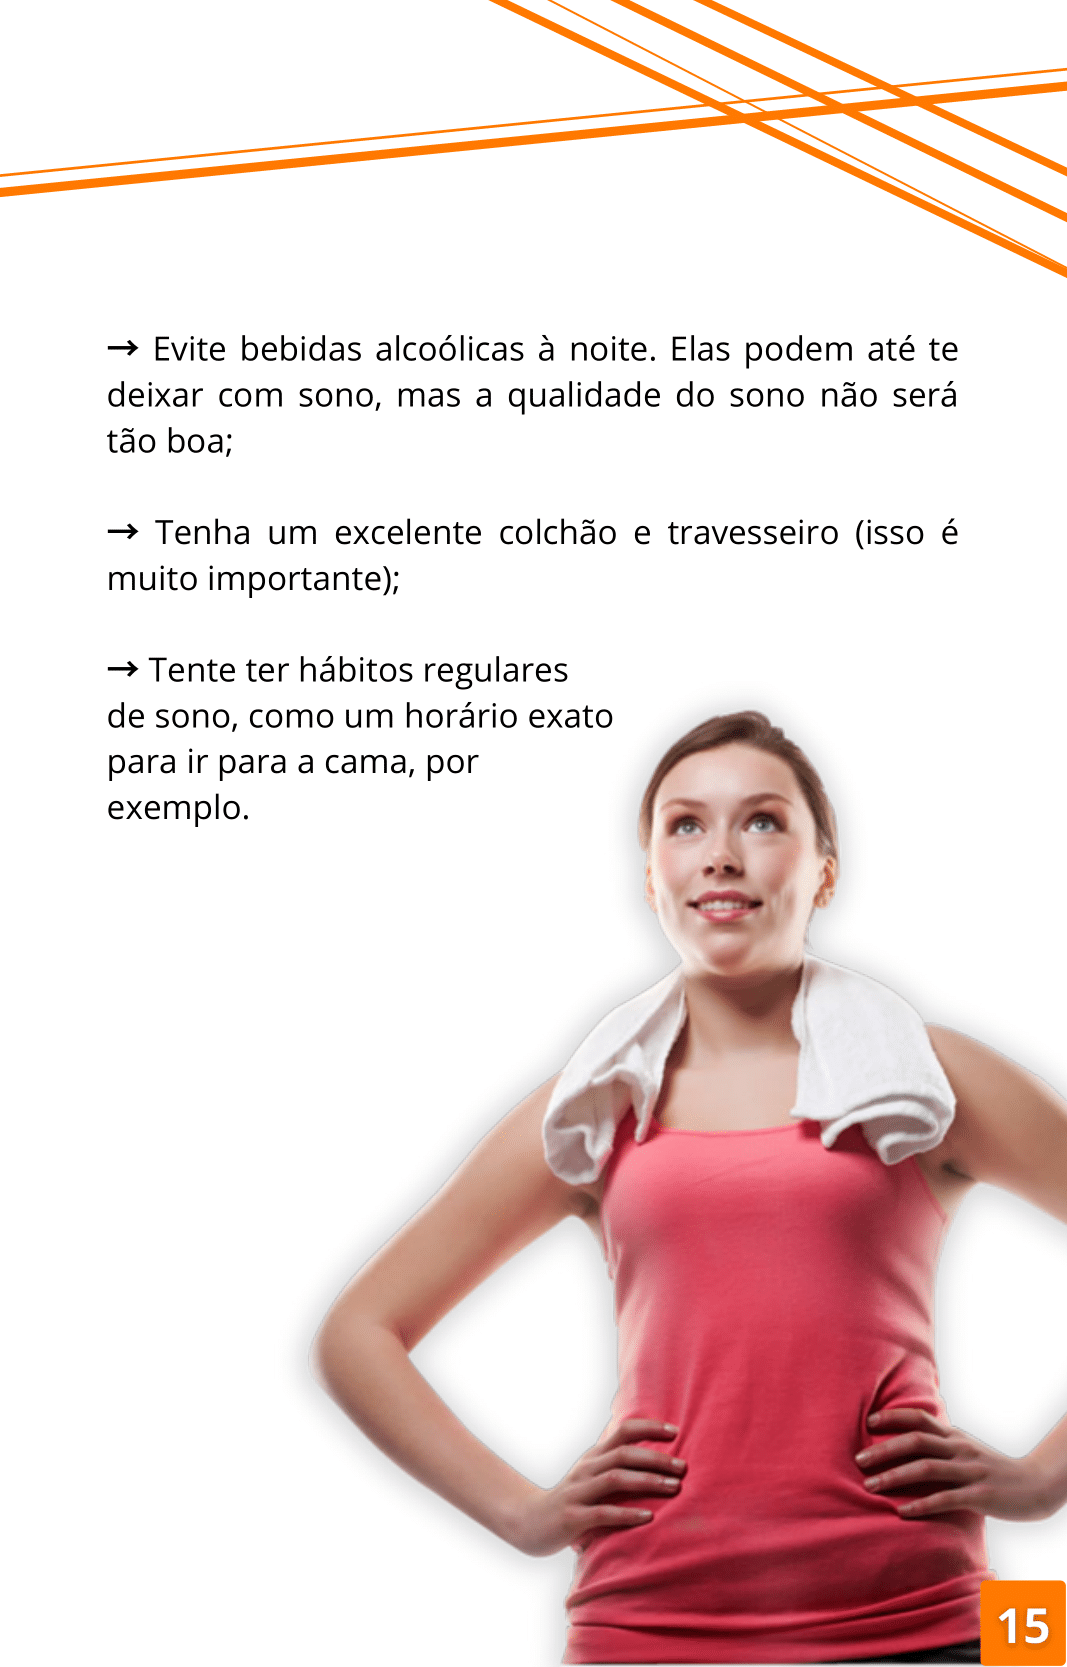 → Evite bebidas alcoólicas à noite. Elas podem até te
deixar com sono, mas a qualidade do sono não será
tão boa;
→ Tenha um excelente colchão e travesseiro (isso é
muito importante);
→ Tente ter hábitos regulares
de sono, como um horário exato
para ir para a cama, por
exemplo.
15